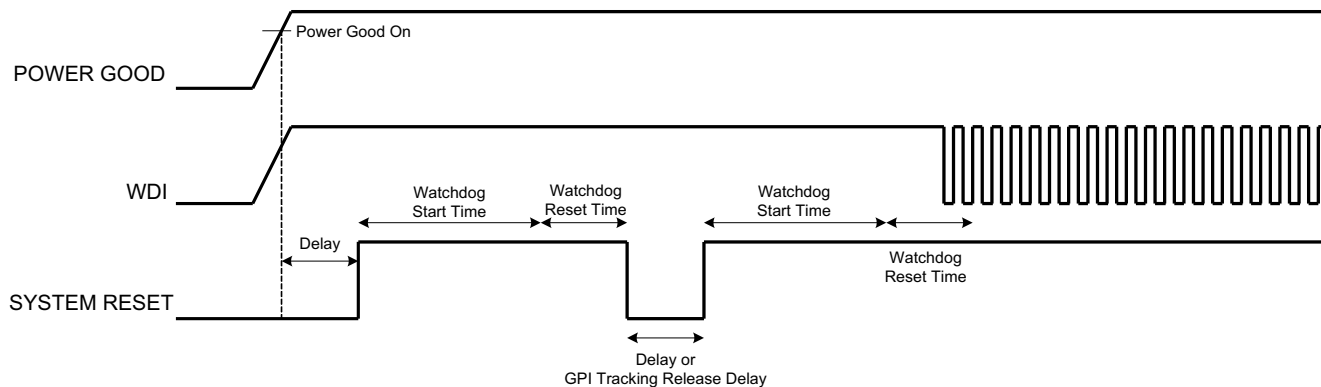 Power Good On
POWER GOOD
WDI
Watchdog
Start Time
Watchdog
Reset Time
Watchdog
Start Time
Delay
Watchdog
Reset Time
SYSTEM RESET
Delay or
GPI Tracking Release Delay